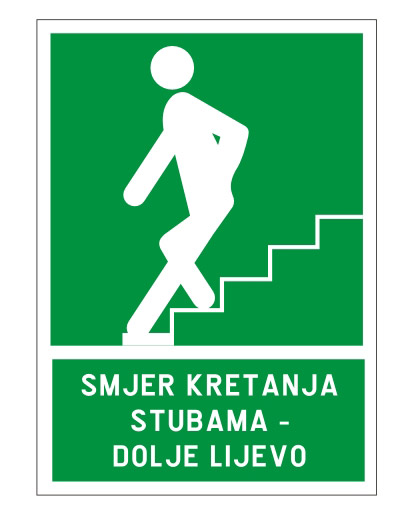 SMJER KRETANJA
STUBAMA -
DOLJE LIJEVO